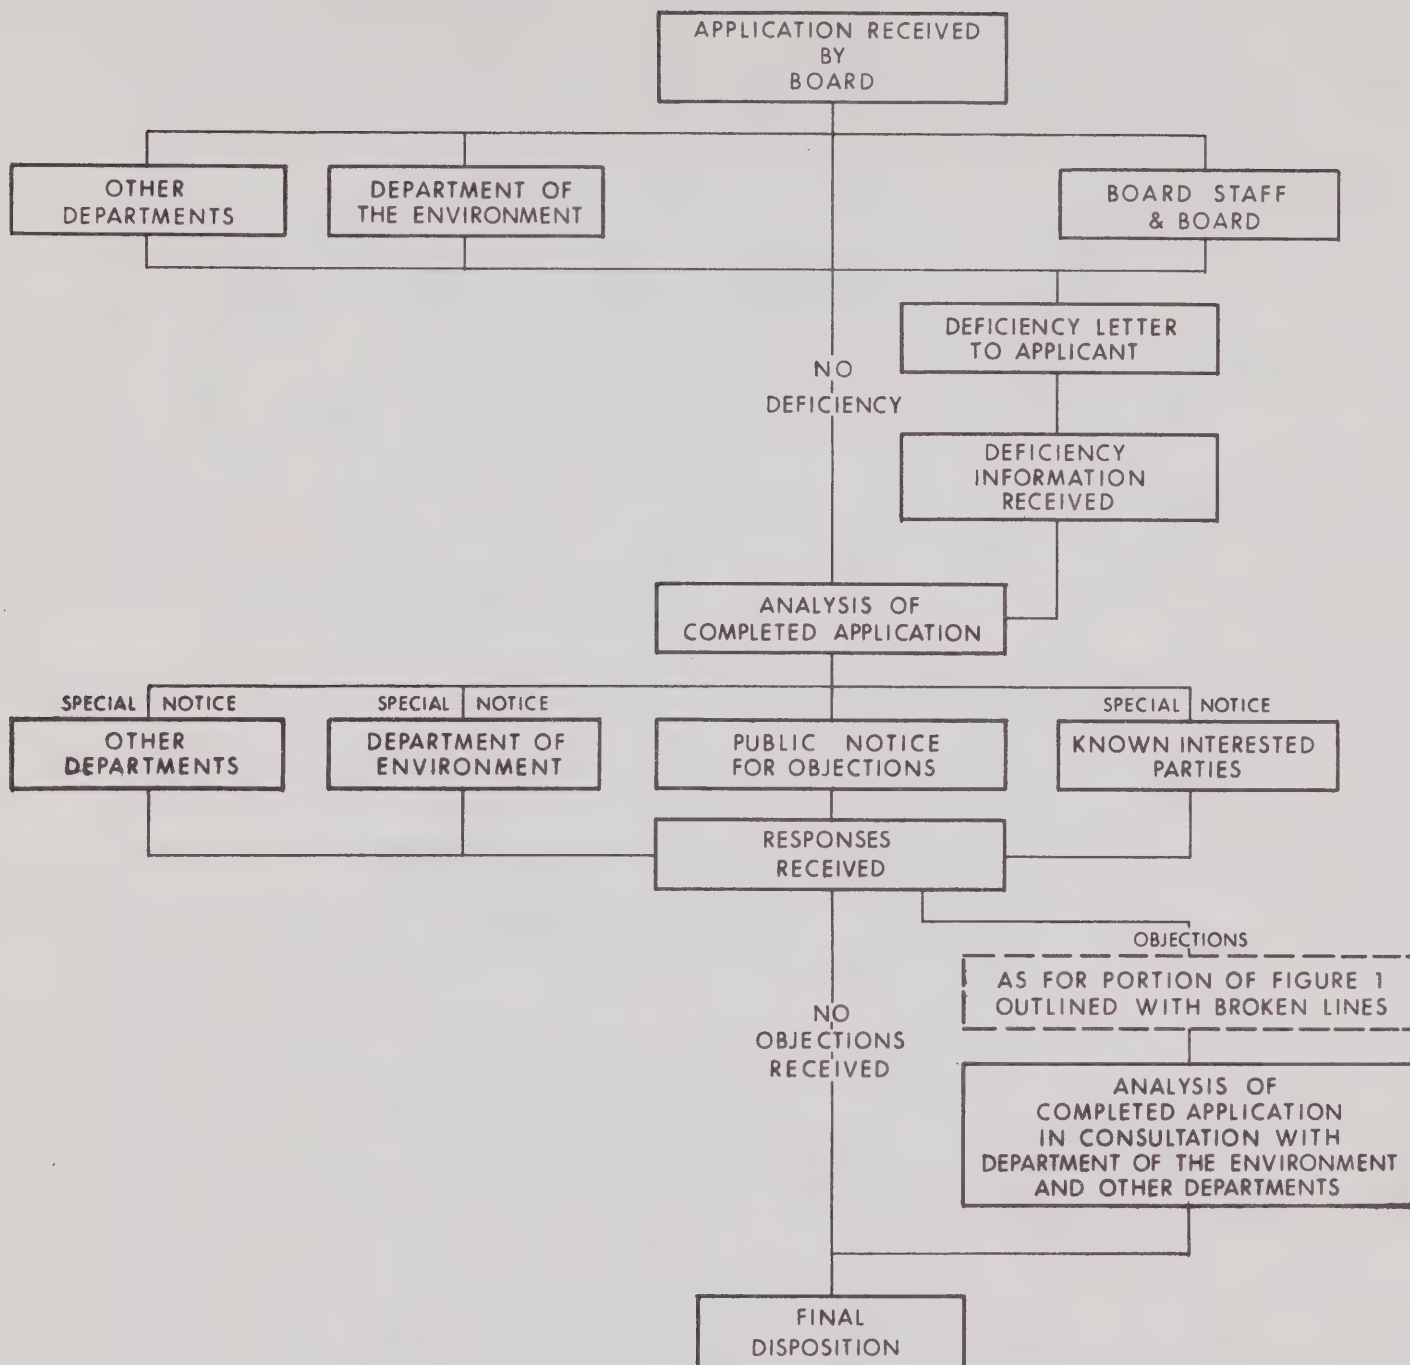 APPLICATION RECEIVED
BY
BOARD
OTHER
DEPARTMENTS
DEPARTMENT OF
THE ENVIRONMENT
BOARD STAFF
& BOARD
DEFICIENCY LETTER
TO APPLICANT
NO
DEFICIENCY
DEFICIENCY
INFORMATION
RECEIVED
ANALYSIS OF
COMPLETED APPLICATION
SPECIAL NOTICE
OTHER
DEPARTMENTS
SPECIAL NOTICE
DEPARTMENT OF
ENVIRONMENT
PUBLIC NOTICE
FOR OBJECTIONS
SPECIAL NOTICE
KNOWN INTERESTED
PARTIES
RESPONSES
RECEIVED
OBJECTIONS
AS FOR PORTION OF FIGURE 1
OUTLINED WITH BROKEN LINES
NO
OBJECTIONS
RECEIVED
ANALYSIS OF
COMPLETED APPLICATION
IN CONSULTATION WITH
DEPARTMENT OF THE ENVIRONMENT
AND OTHER DEPARTMENTS
FINAL
DISPOSITION